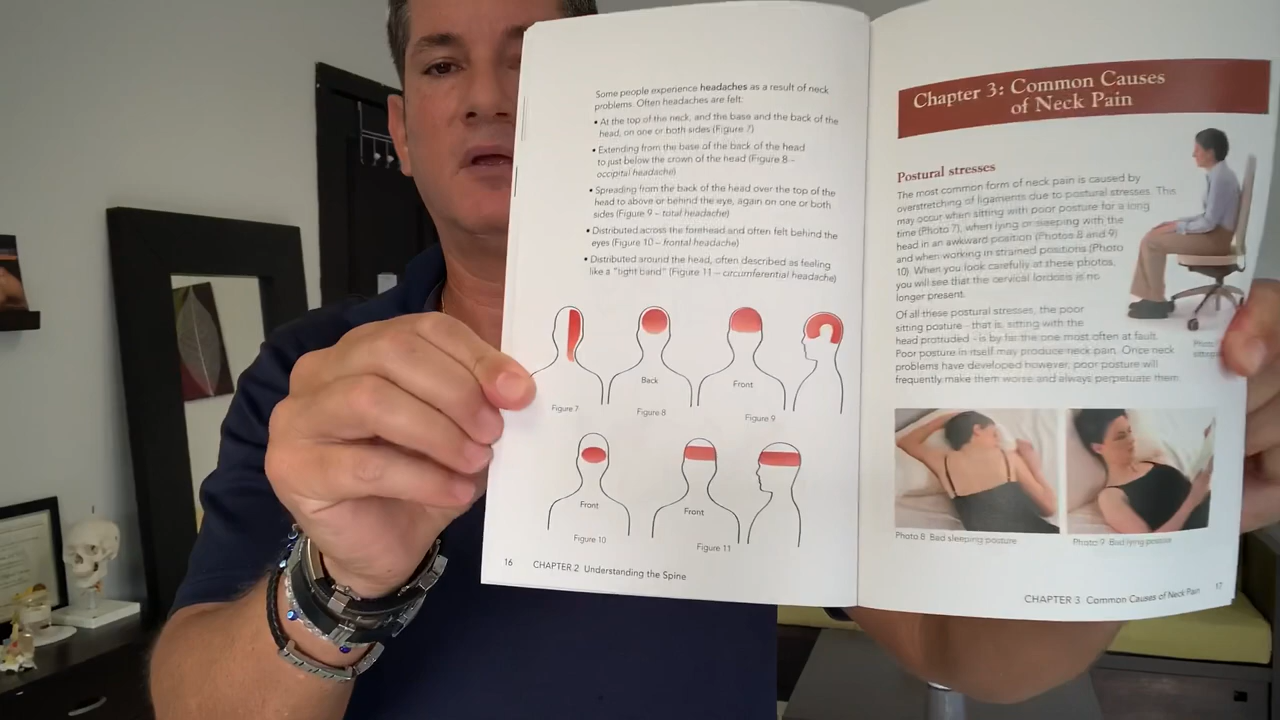 Some people experience headaches as a result of neck
problems. Often headaches are felt:
• At the top of the neck, and the base and the back of the
head, on one or both sides (Figure 7)
• Extending from the base of the back of the head
to just below the crown of the head (Figure 8 –
occipital headache)
• Spreading from the back of the head over the top of the
head to above or behind the eye, again on one or both
sides (Figure 9 – total headache)
• Distributed across the forehead and often felt behind the
eyes (Figure 10 – frontal headache)
• Distributed around the head, often described as feeling
like a "tight band" (Figure 11 – circumferential headache)
Back
Front
Figure 7
Figure 8
Figure 9
Front
Front
Figure 10
Figure 11
16 CHAPTER 2 Understanding the Spine
Chapter 3: Common Causes
of Neck Pain
Postural stresses
The most common form of neck pain is caused by
overstretching of ligaments due to postural stresses. This
may occur when sitting with poor posture for a long
time (Photo 7), when lying or sleeping with the
head in an awkward position (Photos 8 and 9)
and when working in strained positions (Photo
10). When you look carefully at these photos,
you will see that the cervical lordosis is no
longer present.
Of all these postural stresses, the poor
sitting posture – that is, sitting with the
head protruded – is by far the one most often at fault.
Poor posture in itself may produce neck pain. Once neck
problems have developed however, poor posture will
frequently make them worse and always perpetuate them.
Photo
Photo 8 Bad sleeping posture
Photo 9 Bad lying posture
CHAPTER 3 Common Causes of Neck Pain 17